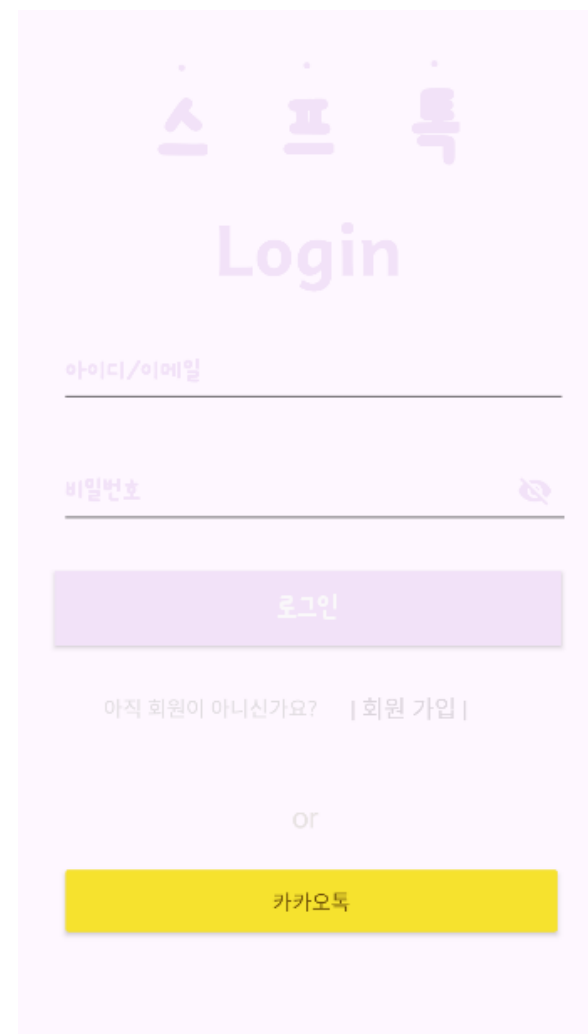 스 프 록
Login
아이디/이메일
비밀번호
로그인
아직 회원이 아니신가요? | 회원 가입 |
or
카카오톡